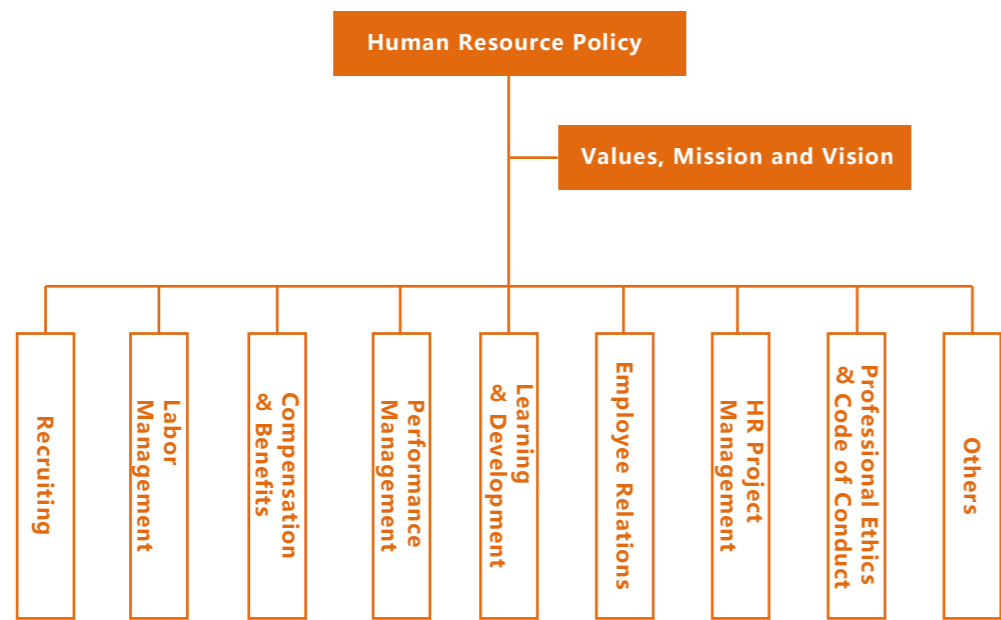 Human Resource Policy
Values, Mission and Vision
Recruiting
Labor
Management
Compensation
& Benefits
Performance
Management
Learning
& Development
Employee Relations
HR Project
Management
Professional Ethics
& Code of Conduct
Others